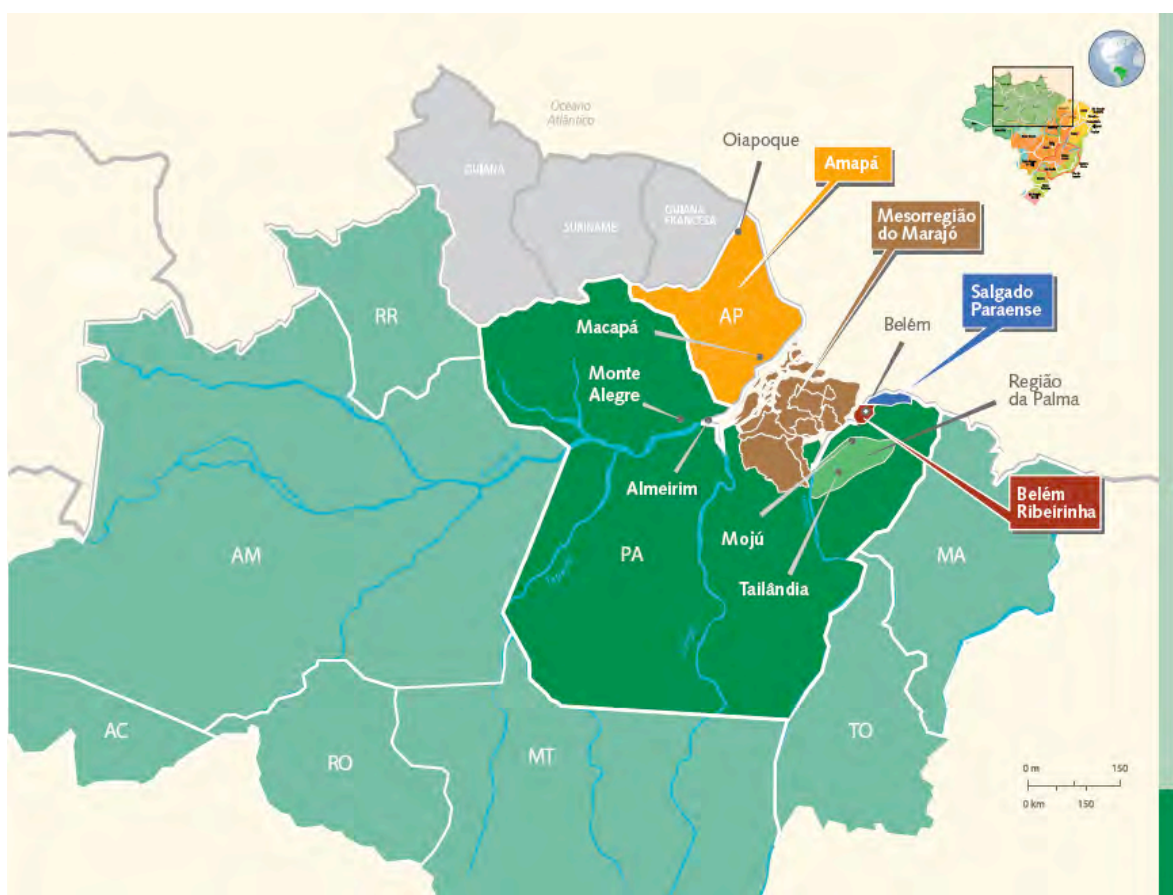 Oceano
Atlântico
Oiapoque
Amapá
Mesorregião
do Marajó
GUIANA
SURINAME
GUIANA
FRANCESA
Salgado
Paraense
RR
AP
Belém
Macapá
Região
da Palma
Monte
Alegre
Almeirim
Belém
Ribeirinha
Mojú
AM
PA
MA
Tailândia
AC
RO
MT
TO
0 m 150
0 km 150